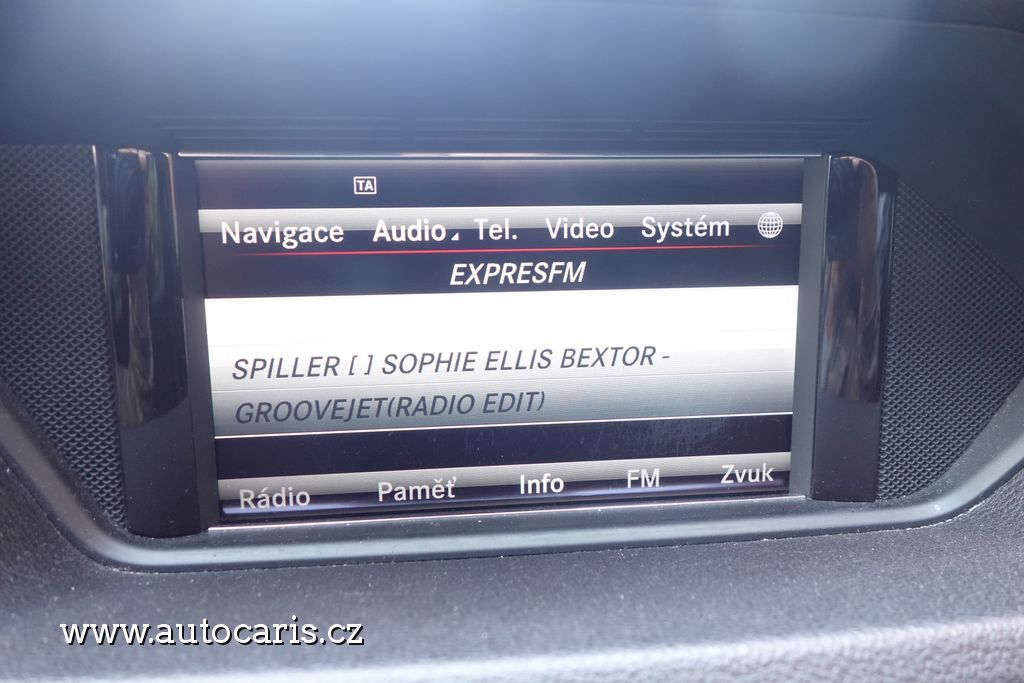 TA
Navigace Audio Tel. Video Systém
EXPRESFM
SPILLER [ ] SOPHIE ELLIS BEXTOR -
GROOVEJET(RADIO EDIT)
Rádio Paměť Info FM Zvuk
www.autocaris.cz